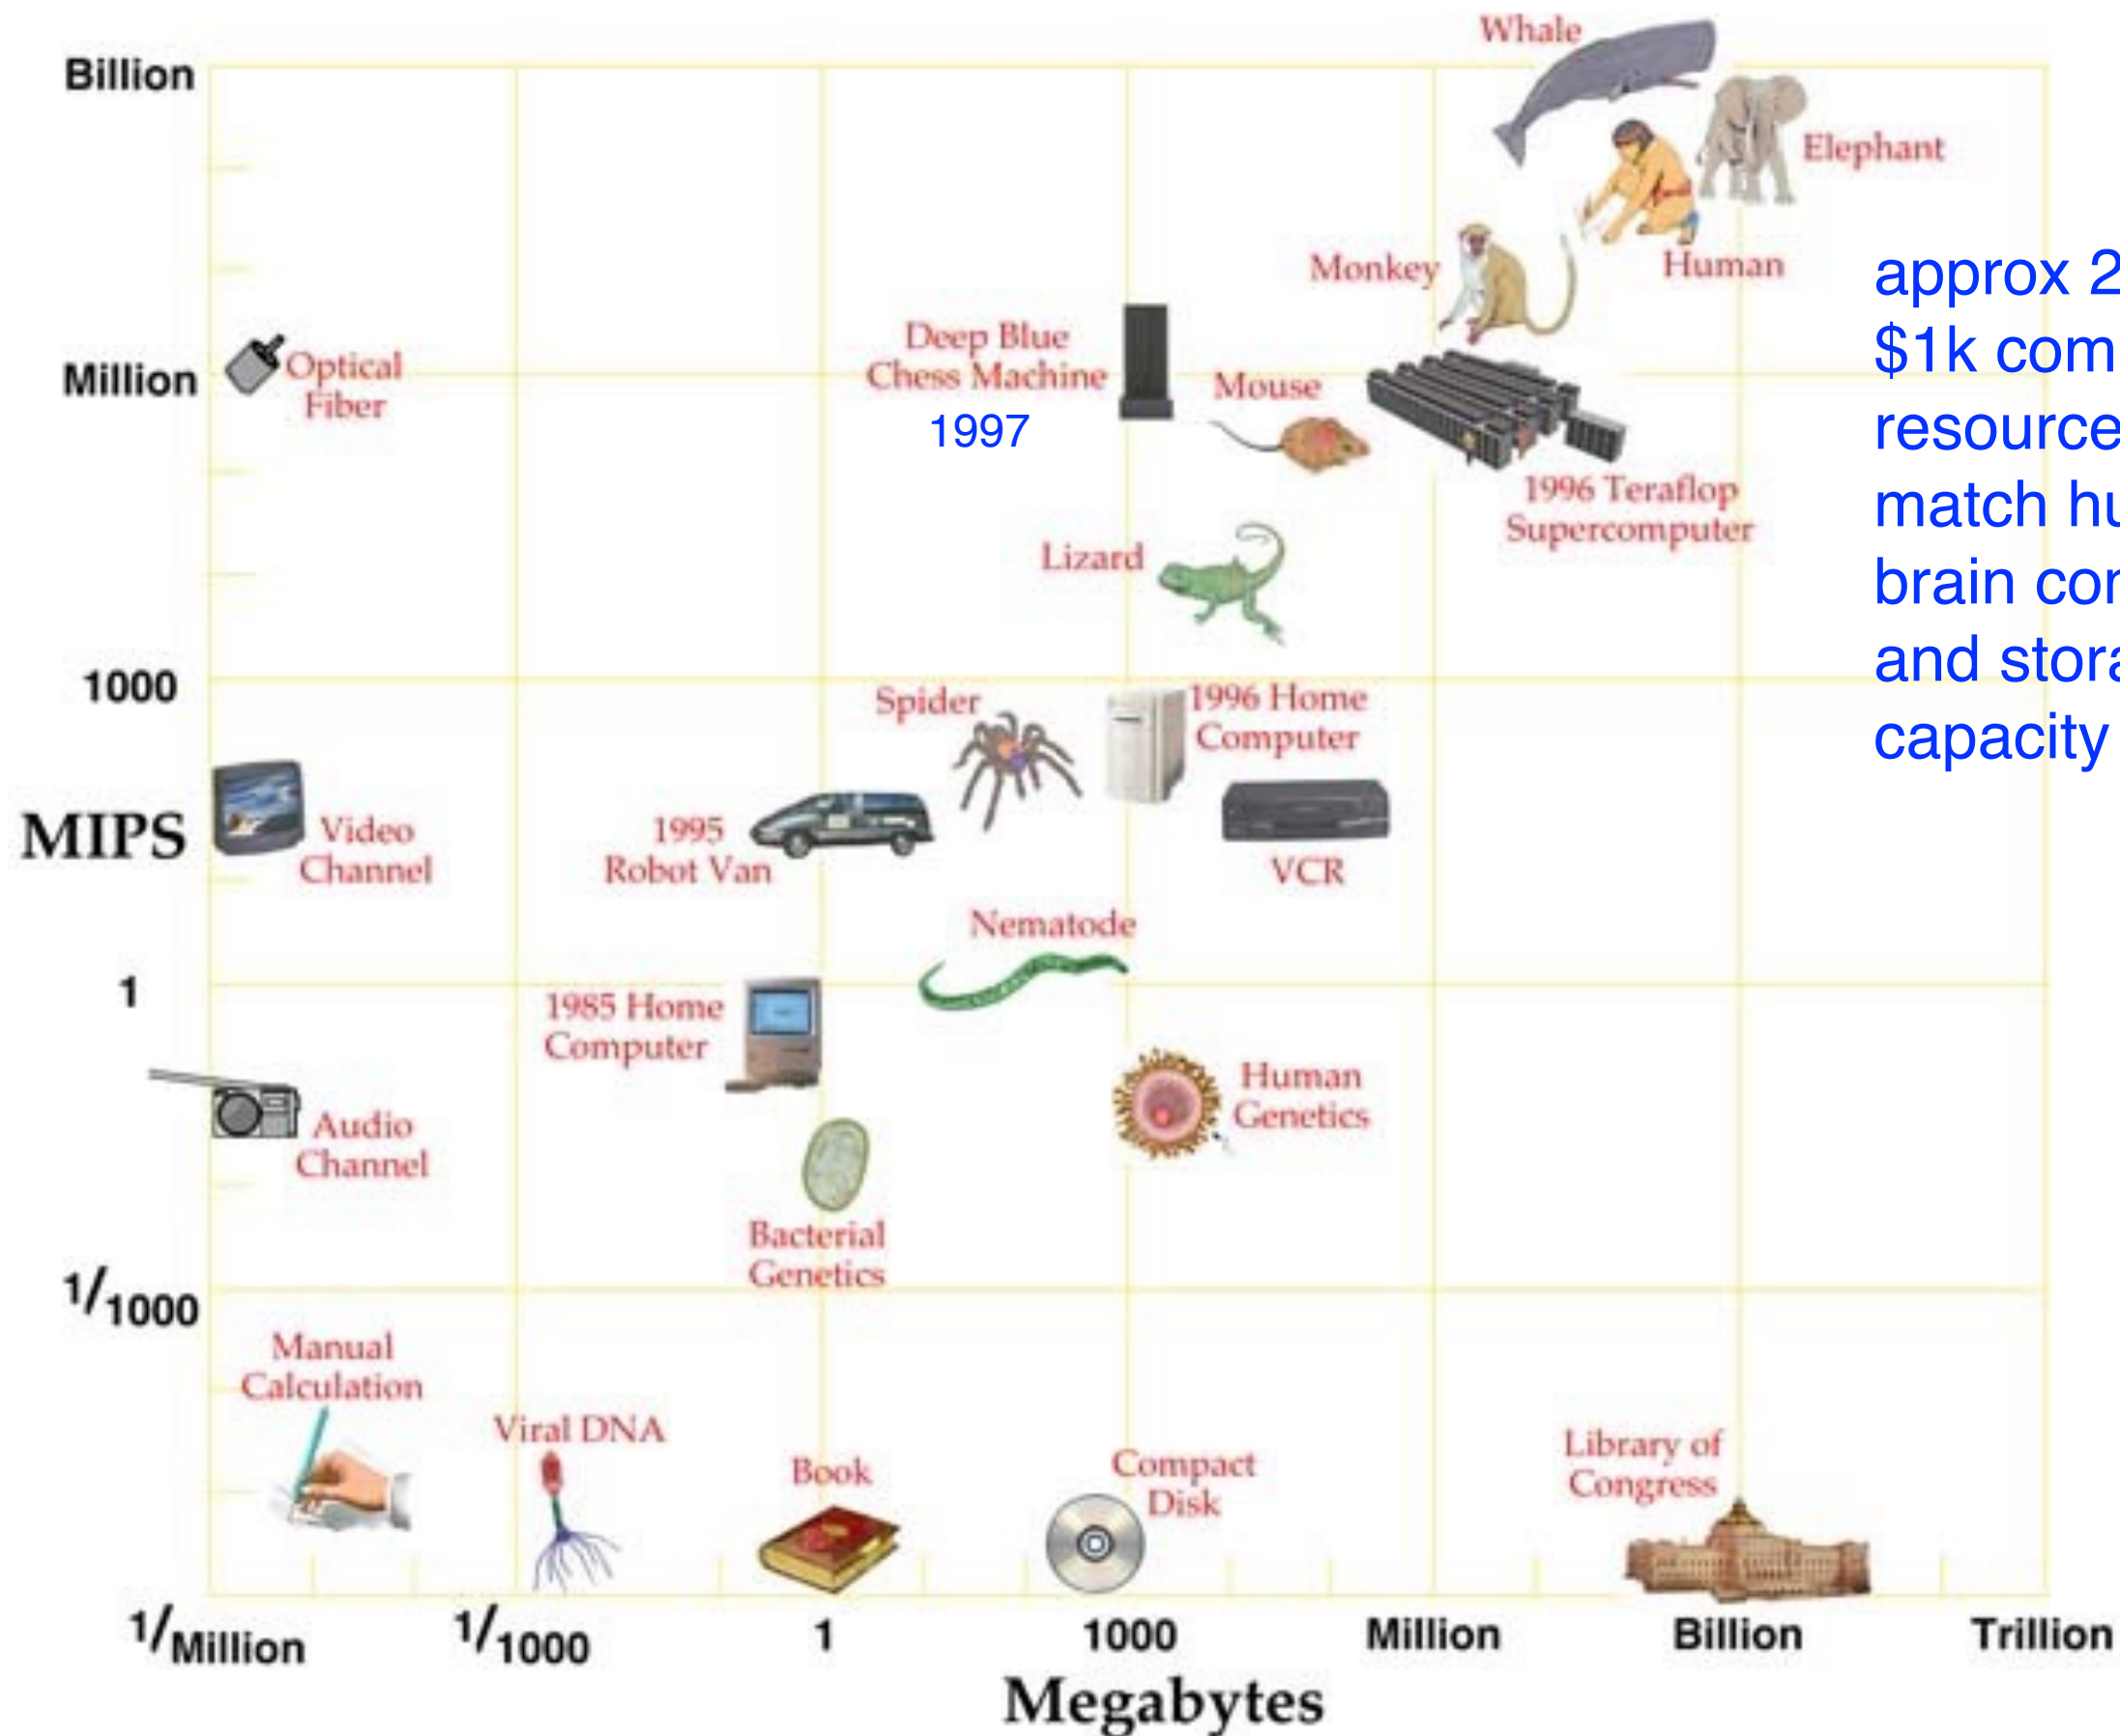 Whale
Billion
Elephant
Monkey
Human
approx 2
$1k com
resource
match hu
brain
and stora
capacity
Deep Blue
Chess Machine
1997
Optical
Fiber
Million
Mouse
1996 Teraflop
Supercomputer
Lizard
1000
Spider
1996 Home
Computer
MIPS
Video
Channel
1995
Robot Van
VCR
Nematode
1
1985 Home
Computer
Human
Genetics
Audio
Channel
Bacterial
Genetics
1/1000
Manual
Calculation
Viral DNA
Book
Compact
Disk
Library of
Congress
1/Million
1/1000
1
1000
Million
Billion
Trillion
Megabytes